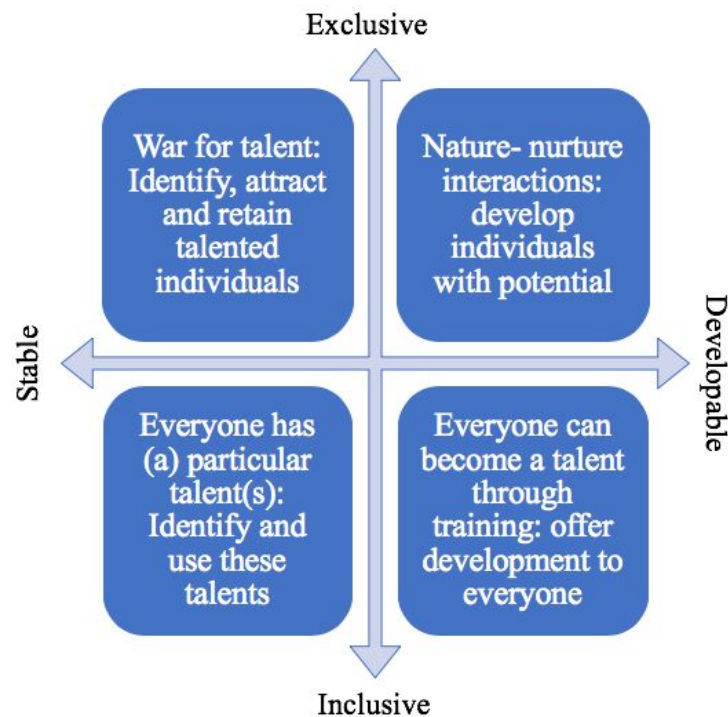 Exclusive
War for talent:
Identify, attract
and retain
talented
individuals
Nature- nurture
interactions:
develop
individuals
with potential
Stable
Developable
Everyone has
(a) particular
talent(s):
Identify and
use these
talents
Everyone can
become a talent
through
training: offer
development to
everyone
Inclusive